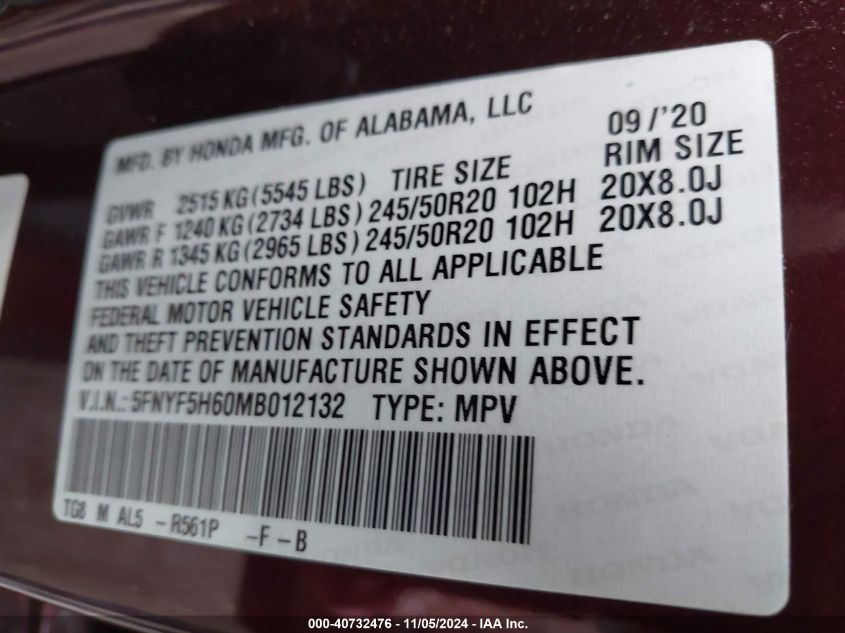 MFD. BY HONDA MFG. OF ALABAMA, LLC 09/'20
GVWR 2515 KG (5545 LBS) TIRE SIZE RIM SIZE
GAWR F 1240 KG (2734 LBS) 245/50R20 102H 20X8.0J
GAWR R 1345 KG (2965 LBS) 245/50R20 102H 20X8.0J
THIS VEHICLE CONFORMS TO ALL APPLICABLE
FEDERAL MOTOR VEHICLE SAFETY
AND THEFT PREVENTION STANDARDS IN EFFECT
ON THE DATE OF MANUFACTURE SHOWN ABOVE.
V.I.N.: 5FNYF5H60MB012132 TYPE: MPV
TG8 M AL5 -R561P -F-B
000-40732476 - 11/05/2024 - IAA Inc.